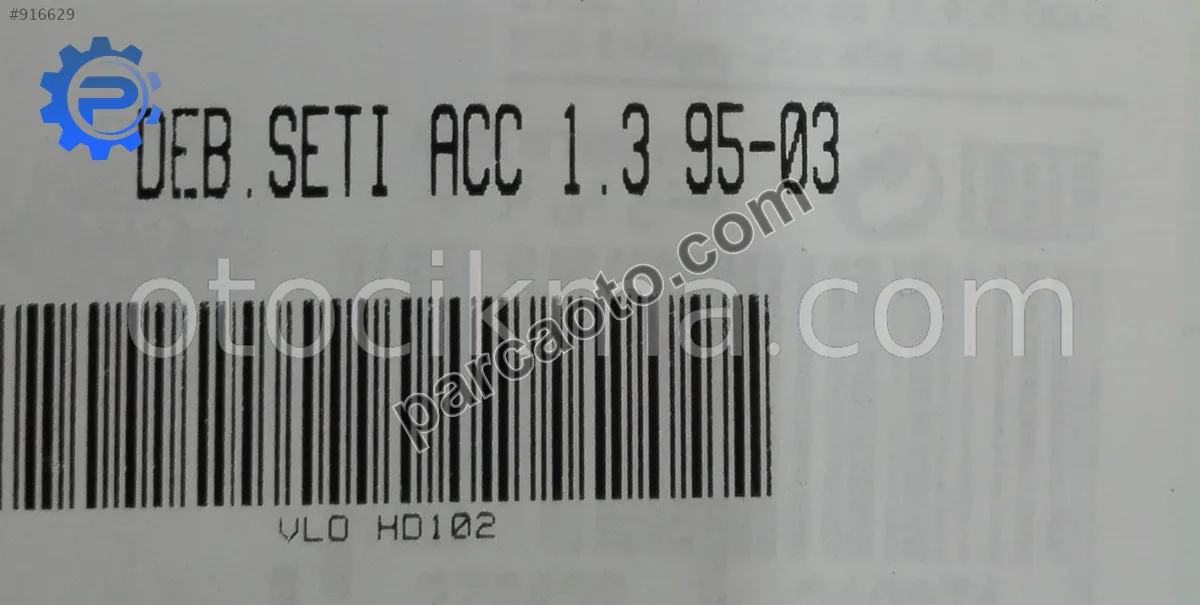 #916629
DEB.SETI ACC 1.3 95-03
otocikma.com
parcaoto.com
VLO HD102